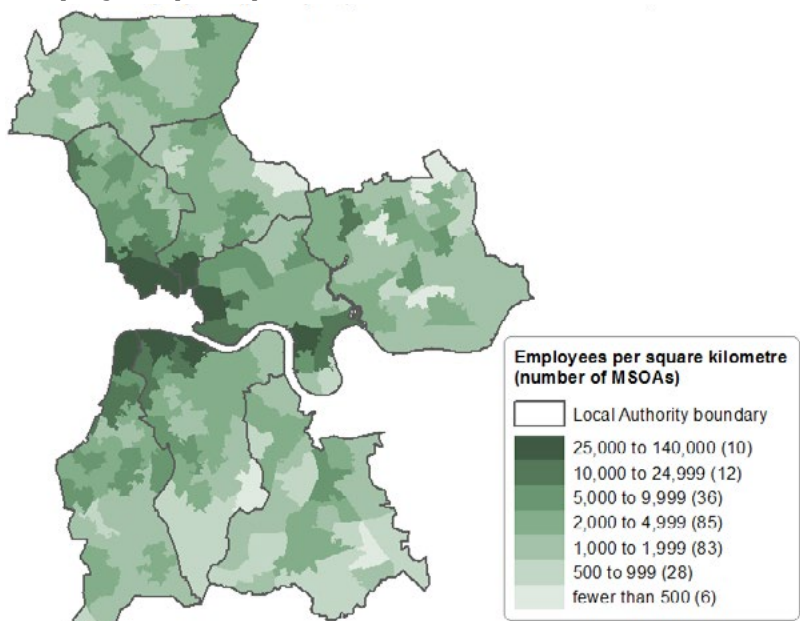 Employees per square kilometre
(number of MSOAs)
Local Authority boundary
25,000 to 140,000 (10)
10,000 to 24,999 (12)
5,000 to 9,999 (36)
2,000 to 4,999 (85)
1,000 to 1,999 (83)
500 to 999 (28)
fewer than 500 (6)